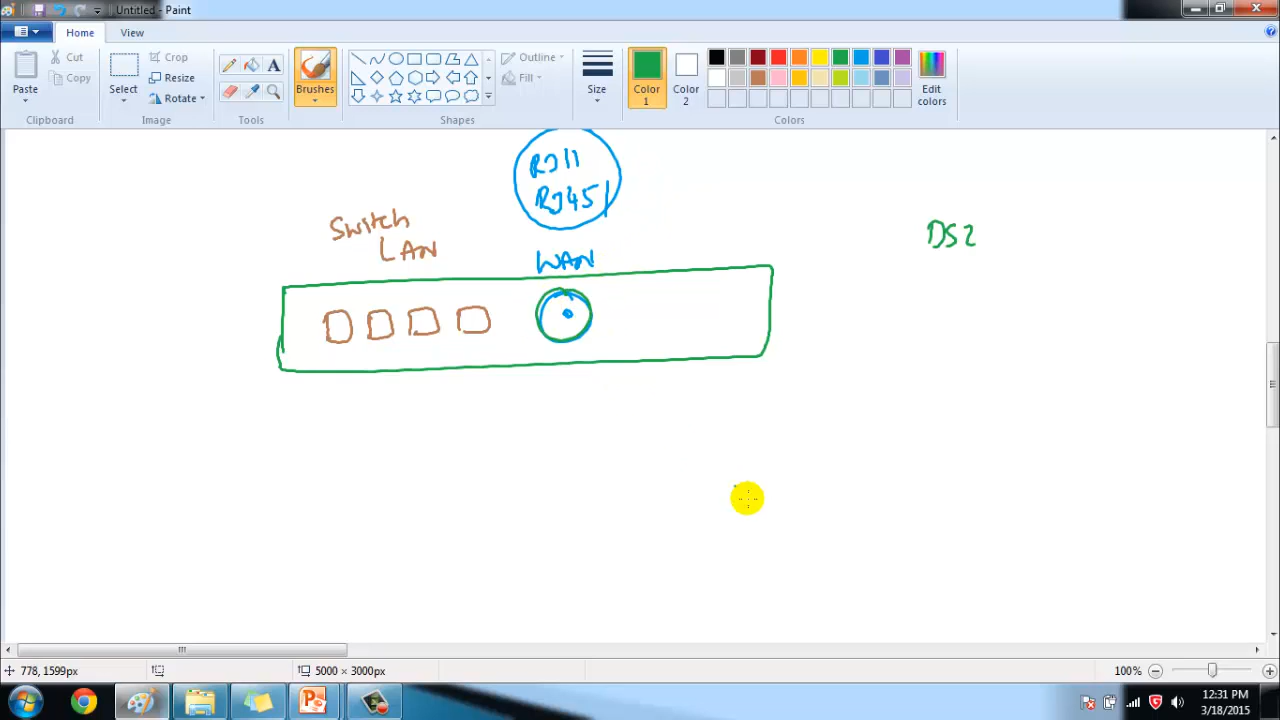 Untitled - Paint
Home
View
Paste
Cut
Copy
Clipboard
Select
Crop
Resize
Rotate
Image
A
Tools
Brushes
Shapes
Outline
Fill
Size
Color 1
Color 2
Edit colors
Colors
RJ11
RJ45
Switch
LAN
WAN
DS2
778, 1599px
5000 × 3000px
100%
12:31 PM
3/18/2015